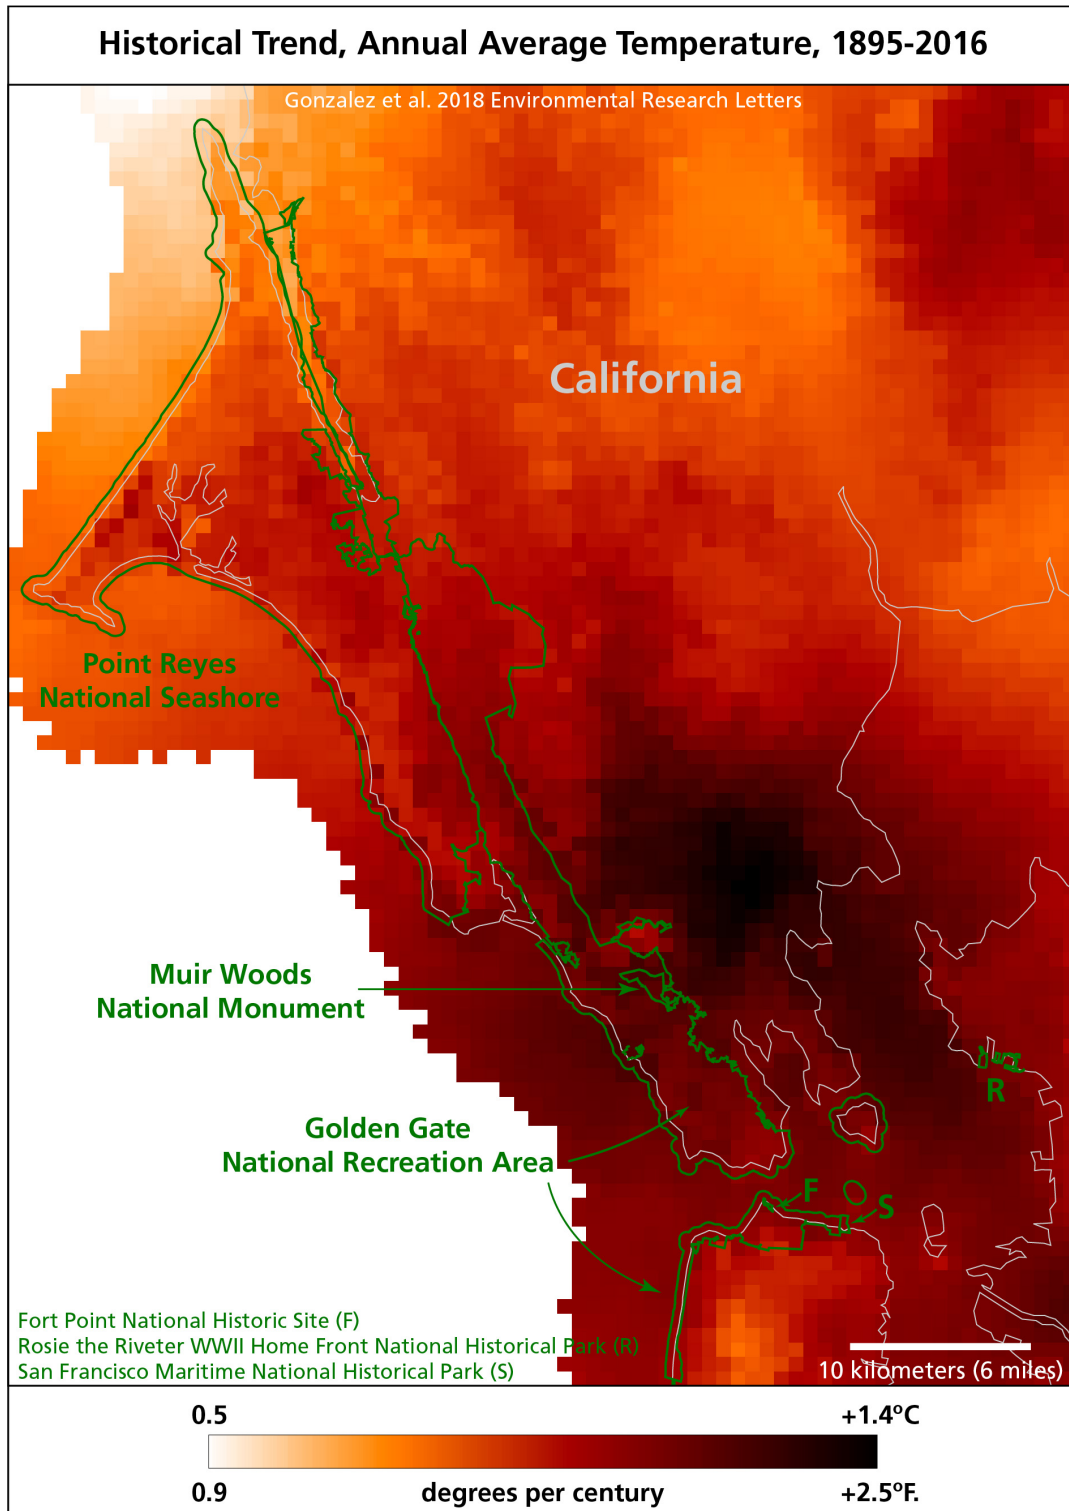 Historical Trend, Annual Average Temperature, 1895-2016
Gonzalez et al. 2018 Environmental Research Letters
California
Point Reyes
National Seashore
Muir Woods
National Monument
R
Golden Gate
National Recreation Area
F
S
Fort Point National Historic Site (F)
Rosie the Riveter WWII Home Front National Historical Park (R)
San Francisco Maritime National Historical Park (S)
10 kilometers (6 miles)
0.5 +1.4ºC
0.9 degrees per century +2.5ºF.